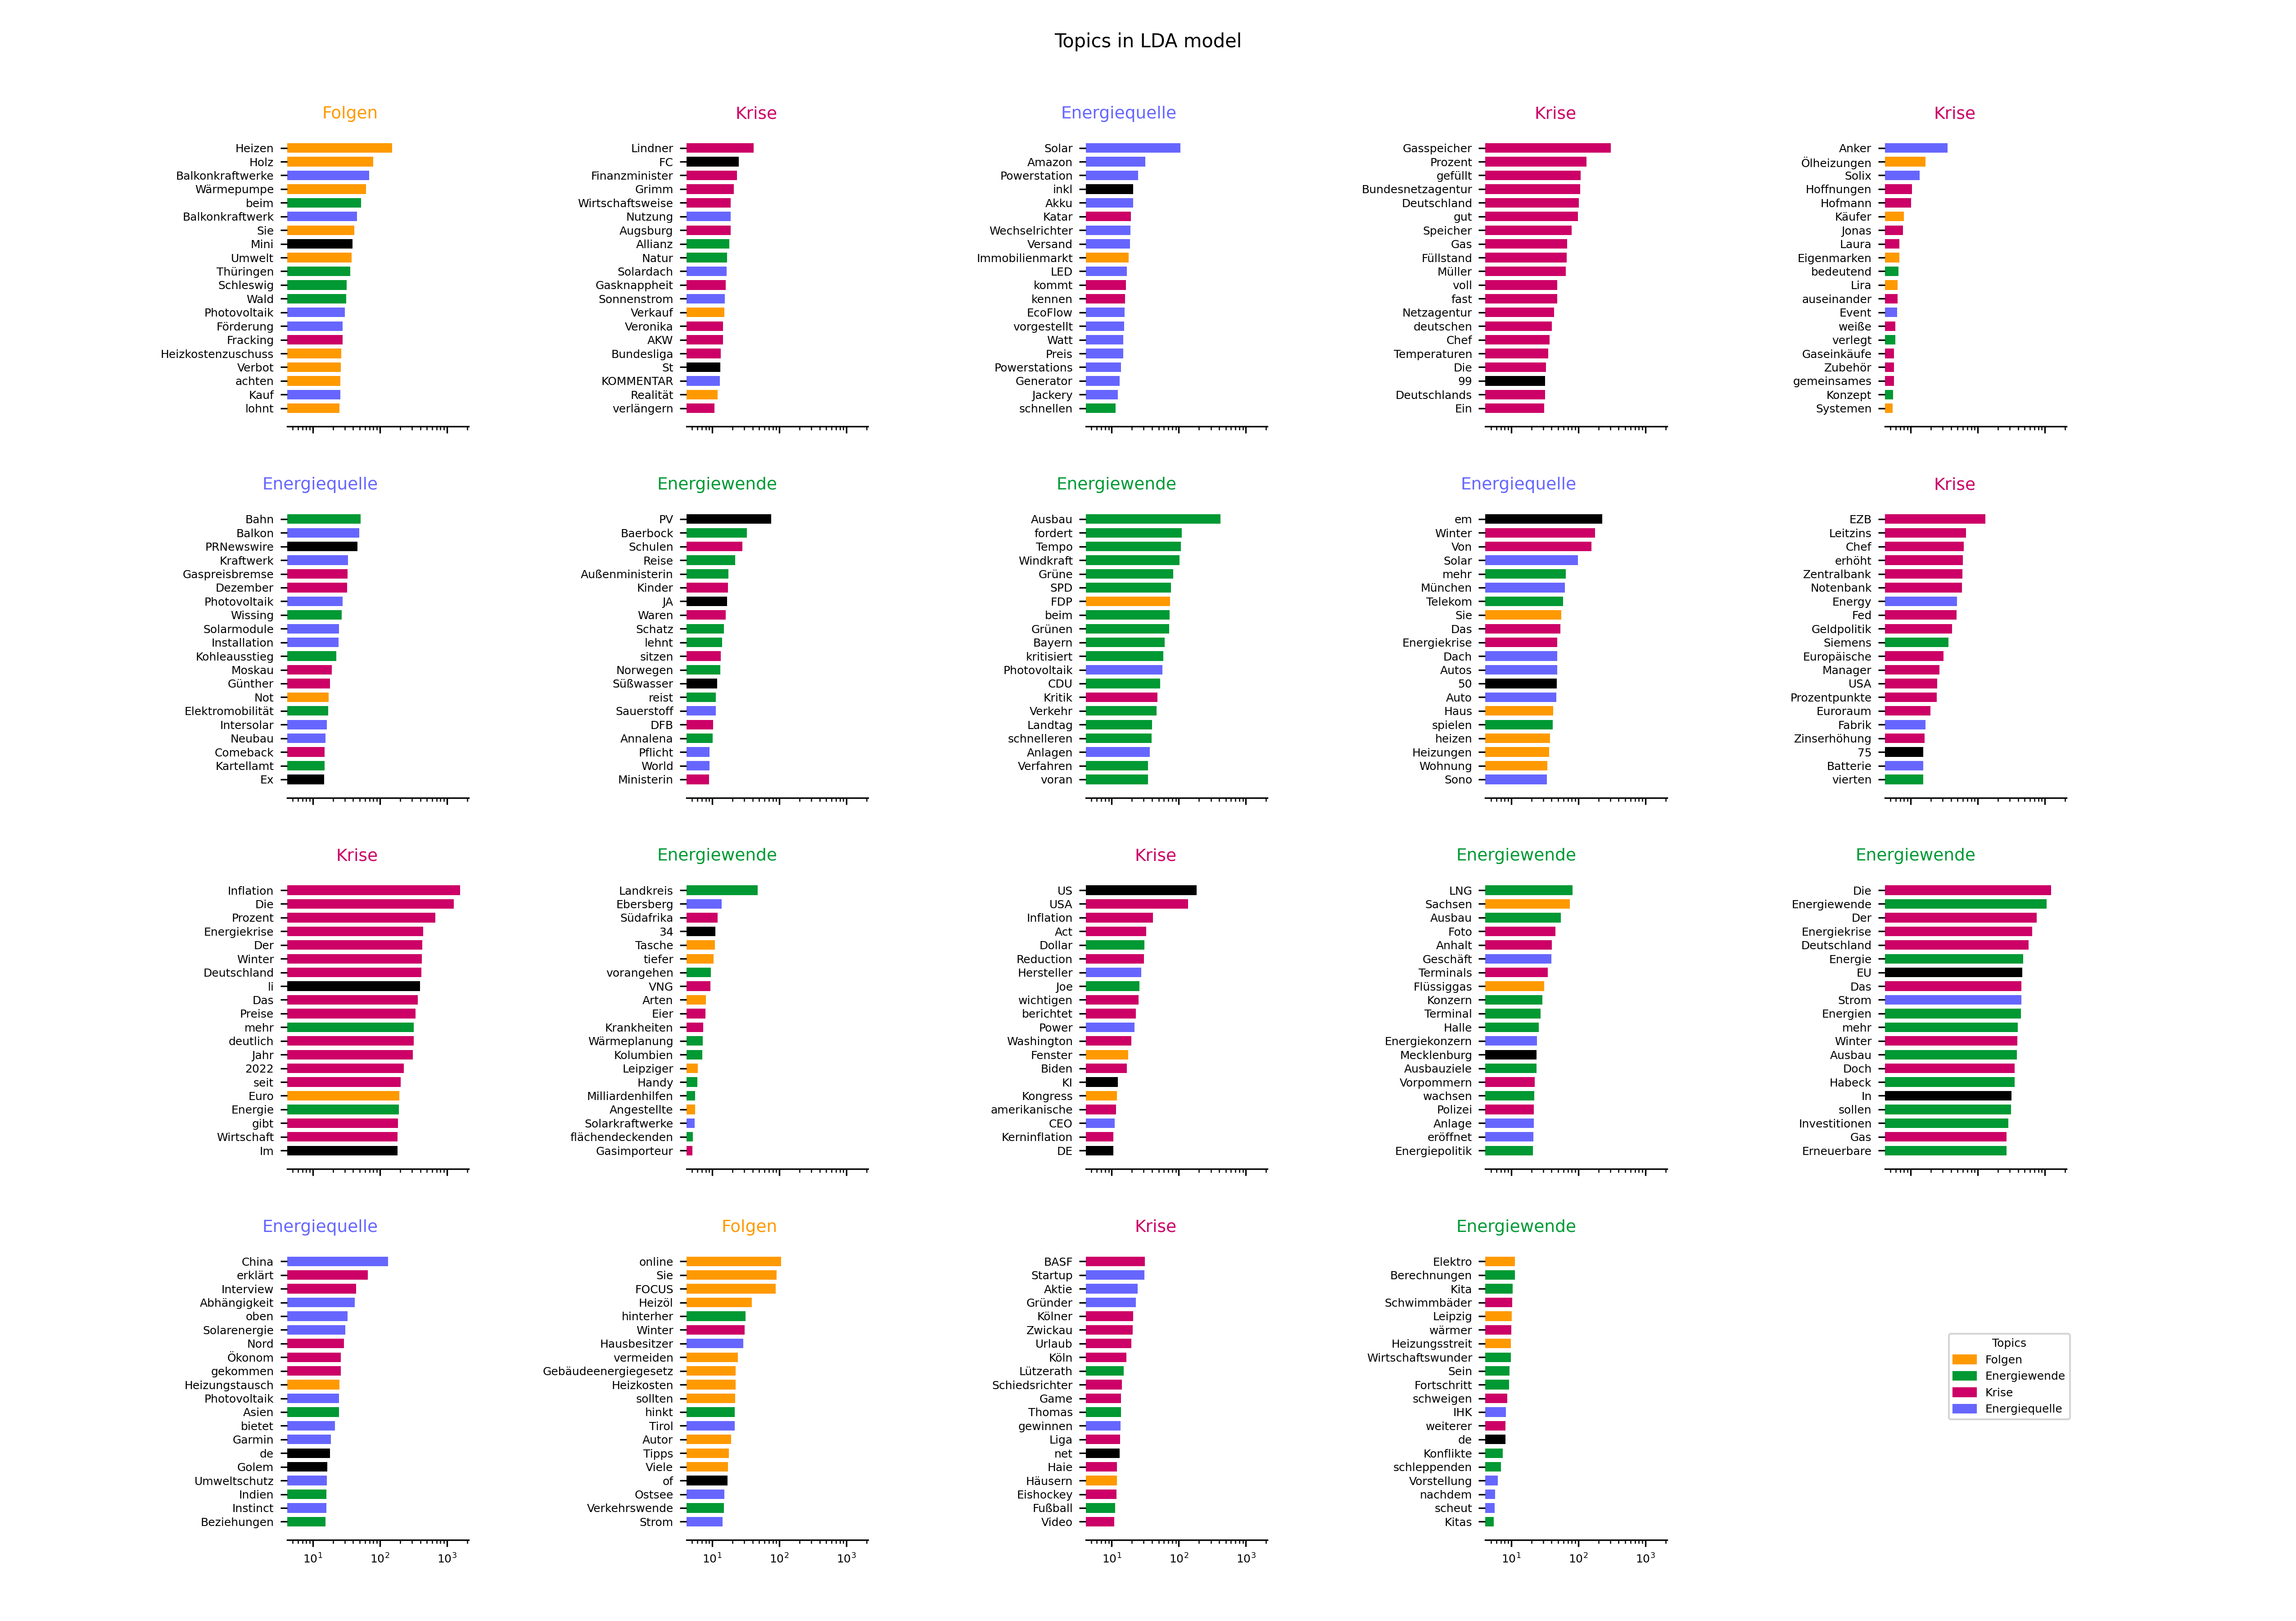 Topics in LDA model
Folgen
Heizen
Holz
Balkonkraftwerke
Wärmepumpe
beim
Balkonkraftwerk
Sie
Mini
Umwelt
Thüringen
Schleswig
Wald
Photovoltaik
Förderung
Fracking
Heizkostenzuschuss
Verbot
achten
Kauf
lohnt
Krise
Lindner
FC
Finanzminister
Grimm
Wirtschaftsweise
Nutzung
Augsburg
Allianz
Natur
Solardach
Gasknappheit
Sonnenstrom
Verkauf
Veronika
AKW
Bundesliga
St
KOMMENTAR
Realität
verlängern
Energiequelle
Solar
Amazon
Powerstation
inkl
Akku
Katar
Wechselrichter
Versand
Immobilienmarkt
LED
kommt
kennen
EcoFlow
vorgestellt
Watt
Preis
Powerstations
Generator
Jackery
schnellen
Krise
Gasspeicher
Prozent
gefüllt
Bundesnetzagentur
Deutschland
gut
Speicher
Gas
Füllstand
Müller
voll
fast
Netzagentur
deutschen
Chef
Temperaturen
Die
99
Deutschlands
Ein
Krise
Anker
Ölheizungen
Solix
Hoffnungen
Hofmann
Käufer
Jonas
Laura
Eigenmarken
bedeutend
Lira
auseinander
Event
weiße
verlegt
Gaseinkäufe
Zubehör
gemeinsames
Konzept
Systemen
Energiequelle
Bahn
Balkon
PRNewswire
Kraftwerk
Gaspreisbremse
Dezember
Photovoltaik
Wissing
Solarmodule
Installation
Kohleausstieg
Moskau
Günther
Not
Elektromobilität
Intersolar
Neubau
Comeback
Kartellamt
Ex
Energiewende
PV
Baerbock
Schulen
Reise
Außenministerin
Kinder
JA
Waren
Schatz
lehnt
sitzen
Norwegen
Süßwasser
reist
Sauerstoff
DFB
Annalena
Pflicht
World
Ministerin
Energiewende
Ausbau
fordert
Tempo
Windkraft
Grüne
SPD
FDP
beim
Grünen
Bayern
kritisiert
Photovoltaik
CDU
Kritik
Verkehr
Landtag
schnelleren
Anlagen
Verfahren
voran
Energiequelle
em
Winter
Von
Solar
mehr
München
Telekom
Sie
Das
Energiekrise
Dach
Autos
50
Auto
Haus
spielen
heizen
Heizungen
Wohnung
Sono
Krise
EZB
Leitzins
Chef
erhöht
Zentralbank
Notenbank
Energy
Fed
Geldpolitik
Siemens
Europäische
Manager
USA
Prozentpunkte
Euroraum
Fabrik
Zinserhöhung
75
Batterie
vierten
Krise
Inflation
Die
Prozent
Energiekrise
Der
Winter
Deutschland
li
Das
Preise
mehr
deutlich
Jahr
2022
seit
Euro
Energie
gibt
Wirtschaft
Im
Energiewende
Landkreis
Ebersberg
Südafrika
34
Tasche
tiefer
vorangehen
VNG
Arten
Eier
Krankheiten
Wärmeplanung
Kolumbien
Leipziger
Handy
Milliardenhilfen
Angestellte
Solarkraftwerke
flächendeckenden
Gasimporteur
Krise
US
USA
Inflation
Act
Dollar
Reduction
Hersteller
Joe
wichtigen
berichtet
Power
Washington
Fenster
Biden
KI
Kongress
amerikanische
CEO
Kerninflation
DE
Energiewende
LNG
Sachsen
Ausbau
Foto
Anhalt
Geschäft
Terminals
Flüssiggas
Konzern
Terminal
Halle
Energiekonzern
Mecklenburg
Ausbauziele
Vorpommern
wachsen
Polizei
Anlage
eröffnet
Energiepolitik
Energiewende
Die
Energiewende
Der
Energiekrise
Deutschland
Energie
EU
Das
Strom
Energien
mehr
Winter
Ausbau
Doch
Habeck
In
sollen
Investitionen
Gas
Erneuerbare
Energiequelle
China
erklärt
Interview
Abhängigkeit
oben
Solarenergie
Nord
Ökonom
gekommen
Heizungstausch
Photovoltaik
Asien
bietet
Garmin
de
Golem
Umweltschutz
Indien
Instinct
Beziehungen
10¹ 10² 10³
Folgen
online
Sie
FOCUS
Heizöl
hinterher
Winter
Hausbesitzer
vermeiden
Gebäudeenergiegesetz
Heizkosten
sollten
hinkt
Tirol
Autor
Tipps
Viele
of
Ostsee
Verkehrswende
Strom
10¹ 10² 10³
Krise
BASF
Startup
Aktie
Gründer
Kölner
Zwickau
Urlaub
Köln
Lützerath
Schiedsrichter
Game
Thomas
gewinnen
Liga
net
Haie
Häusern
Eishockey
Fußball
Video
10¹ 10² 10³
Energiewende
Elektro
Berechnungen
Kita
Schwimmbäder
Leipzig
wärmer
Heizungsstreit
Wirtschaftswunder
Sein
Fortschritt
schweigen
IHK
weiterer
de
Konflikte
schleppenden
Vorstellung
nachdem
scheut
Kitas
10¹ 10² 10³
Topics
Folgen
Energiewende
Krise
Energiequelle